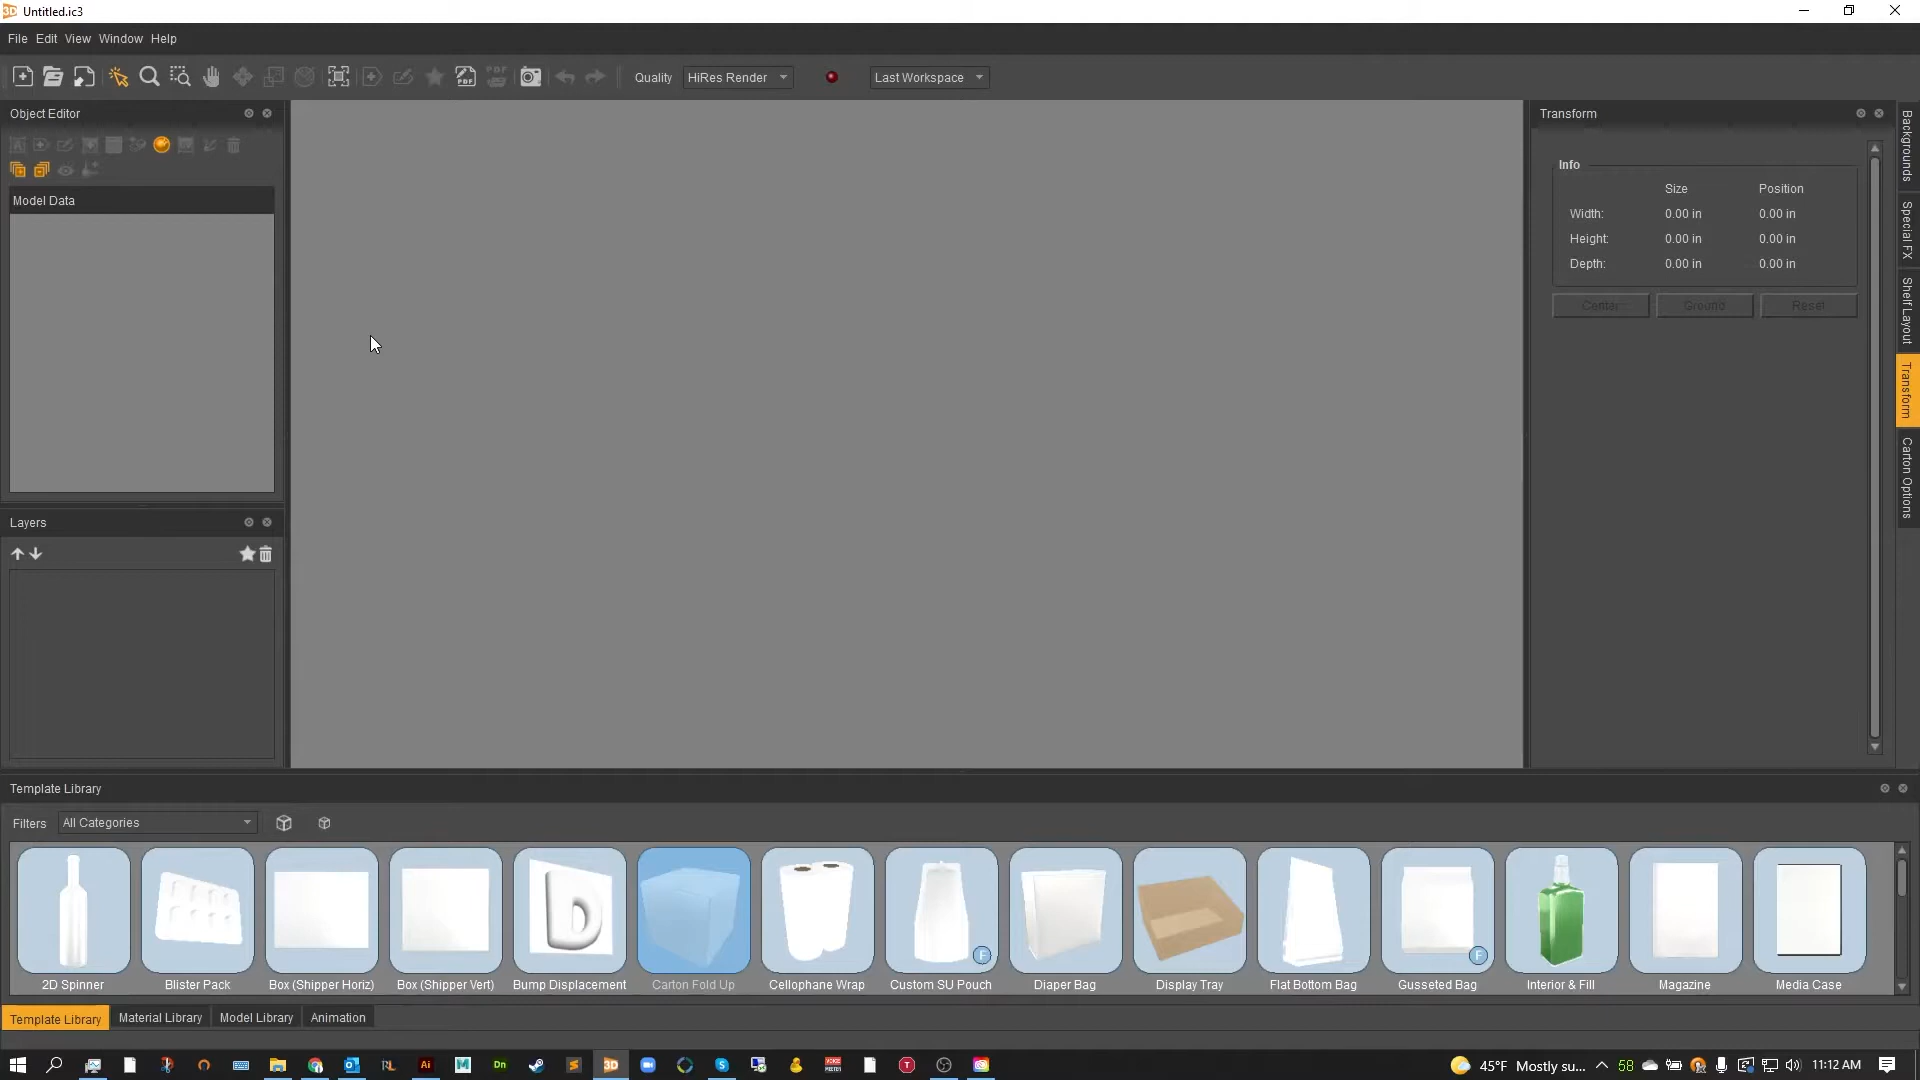 Untitled.ic3
File Edit View Window Help
Quality HiRes Render Last Workspace
Object Editor
Model Data
Layers
Transform
Info
Size Position
Width: 0.00 in 0.00 in
Height: 0.00 in 0.00 in
Depth: 0.00 in 0.00 in
Center Ground Reset
Backgrounds
Special FX
Shelf Layout
Transform
Carton Options
Template Library
Filters All Categories
D
F
F
2D Spinner Blister Pack Box (Shipper Horiz) Box (Shipper Vert) Bump Displacement Carton Fold Up Cellophane Wrap Custom SU Pouch Diaper Bag Display Tray Flat Bottom Bag Gusseted Bag Interior & Fill Magazine Media Case
Template Library Material Library Model Library Animation
Ai Dn 3D 58 45°F Mostly su... 11:12 AM